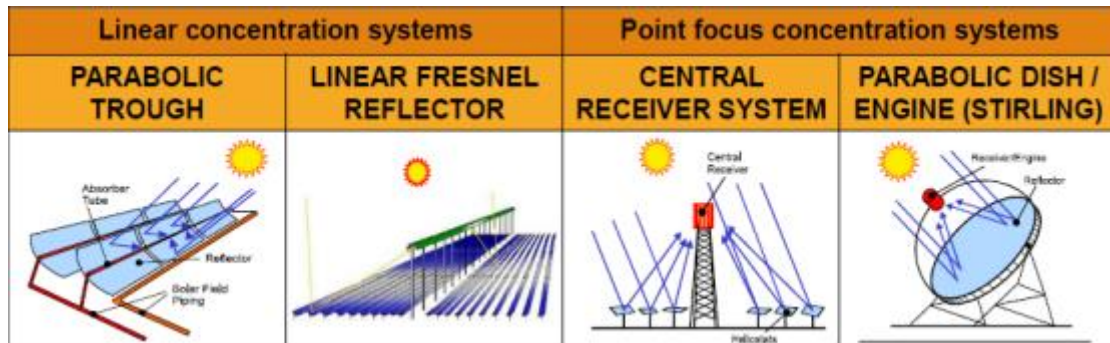 Linear concentration systems
Point focus concentration systems
PARABOLIC
TROUGH
LINEAR FRESNEL
REFLECTOR
CENTRAL
RECEIVER SYSTEM
PARABOLIC DISH /
ENGINE (STIRLING)
Absorber
Tube
Reflector
Solar Field
Piping
Central
Receiver
Heliostats
Receiver/Engine
Reflector